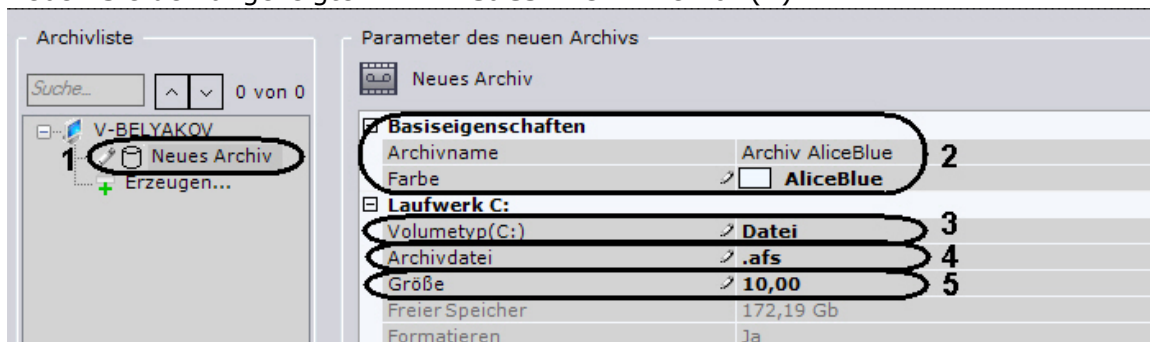 Archivliste
Parameter des neuen Archivs
Suche...
0 von 0
Neues Archiv
V-BELYAKOV
1
Neues Archiv
Erzeugen...
Basiseigenschaften
Archivname Archiv AliceBlue
2
Farbe AliceBlue
Laufwerk C:
Volumetyp(C:) Datei 3
Archivdatei .afs 4
Größe 10,00 5
Freier Speicher 172,19 Gb
Formatieren Ja